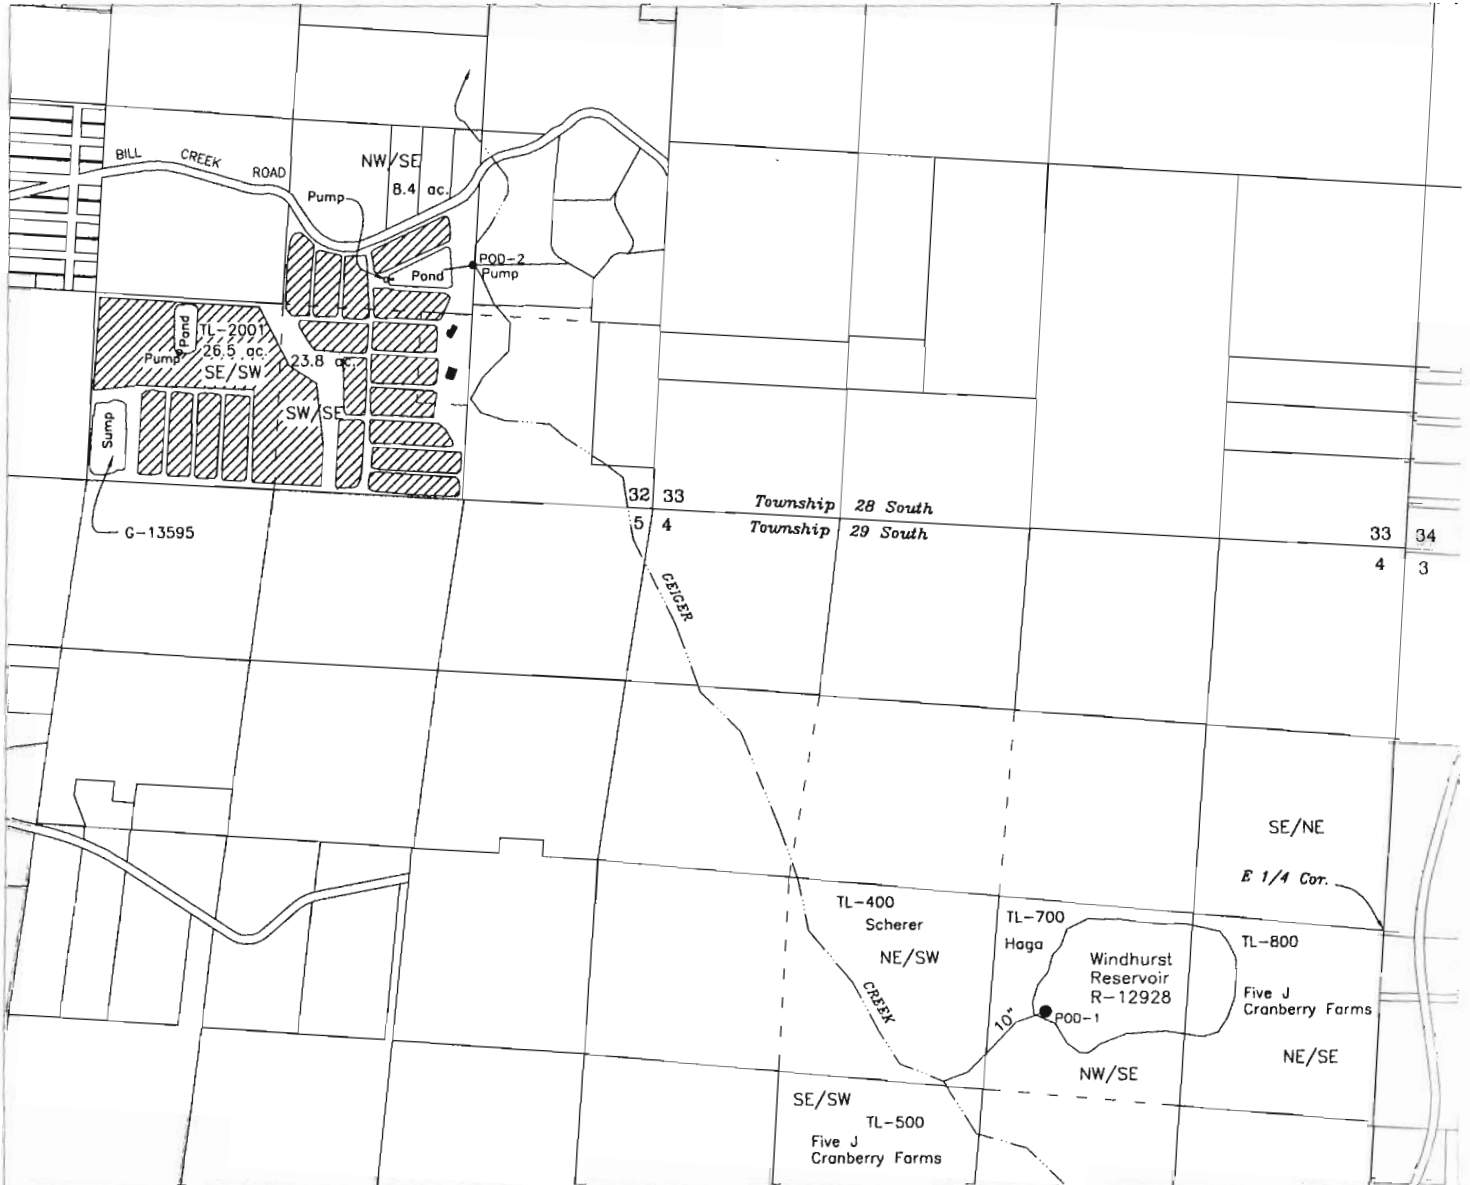 BILL CREEK ROAD
NW/SE
8.4 ac.
Pump
POD-2
Pump
Pond
Pond
TL-2001
26.5 ac.
Pump
23.8 ac.
SE/SW
SW/SE
Sump
G-13595
32 33
Township 28 South
5 4
Township 29 South
33 34
4 3
GEIGER
CREEK
SE/NE
E 1/4 Cor.
TL-400
Scherer
NE/SW
TL-700
Haga
Windhurst
Reservoir
R-12928
TL-800
Five J
Cranberry Farms
10"
POD-1
NE/SE
NW/SE
SE/SW
TL-500
Five J
Cranberry Farms